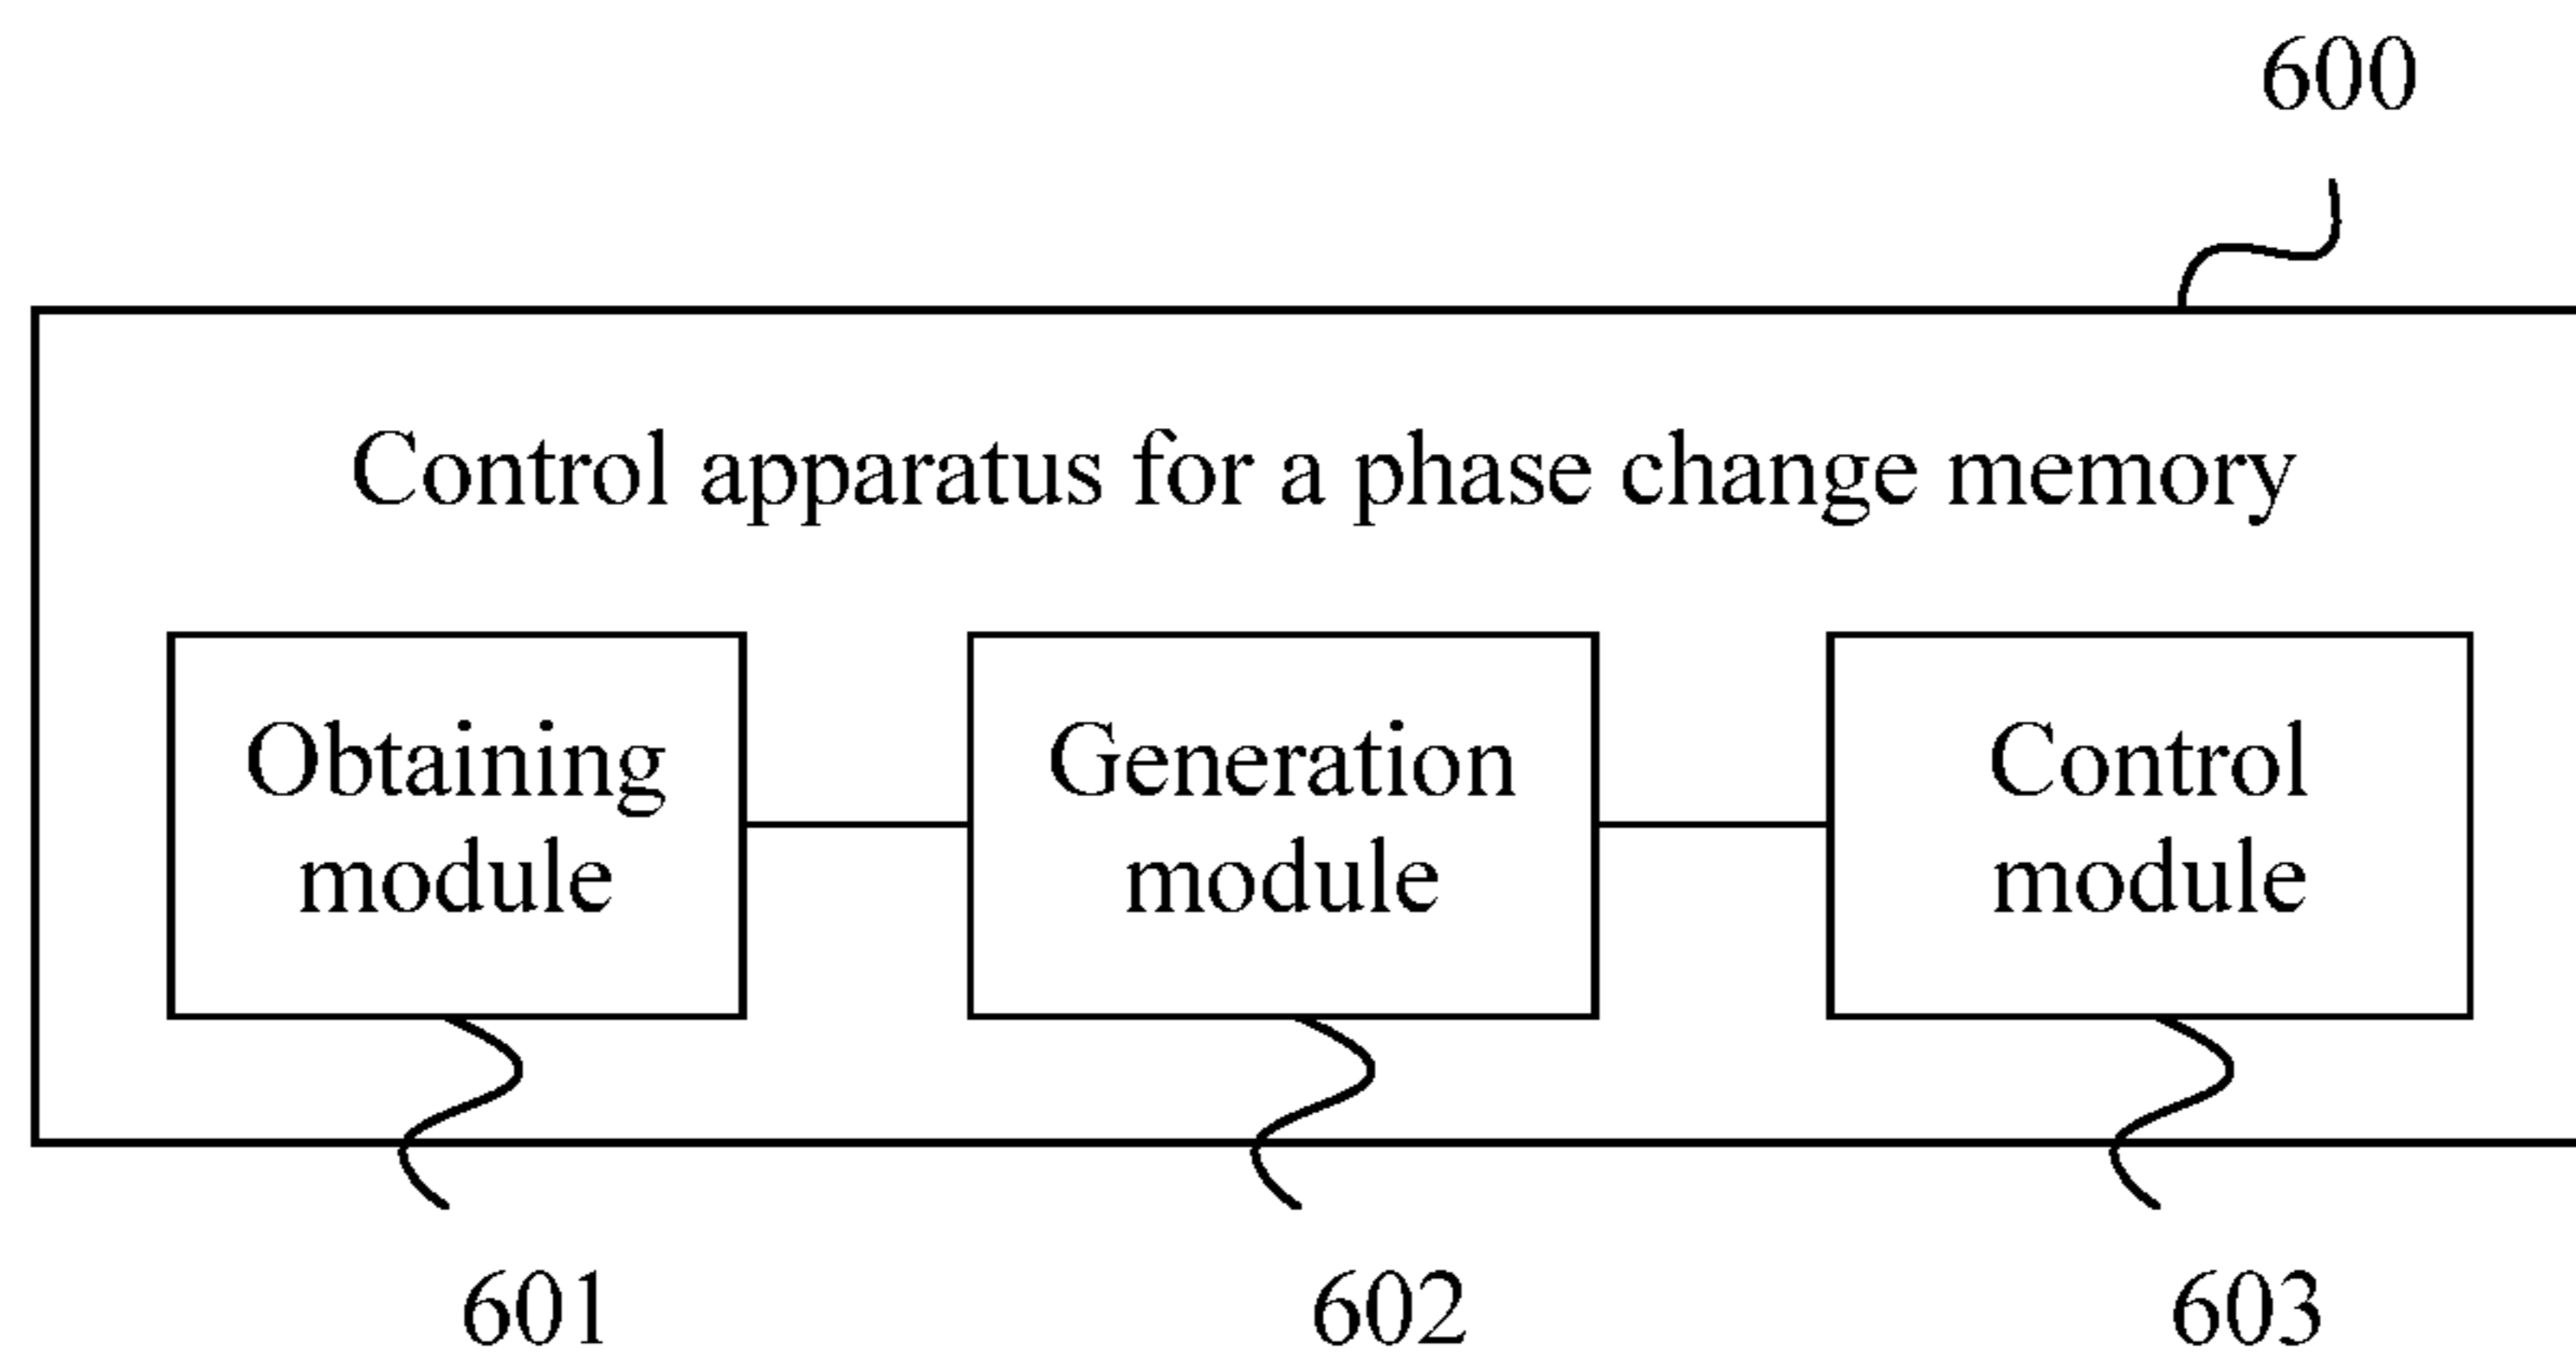 600
Control apparatus for a phase change memory
Obtaining
module
Generation
module
Control
module
601
602
603